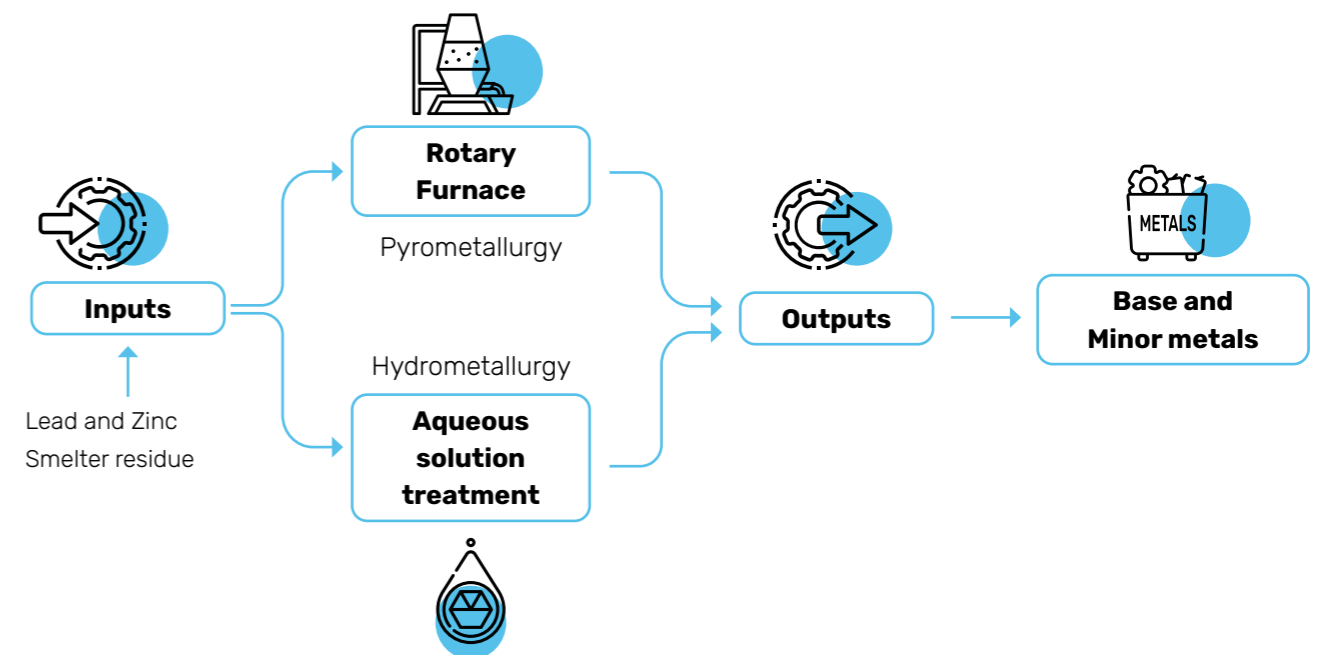 Rotary
Furnace
Pyrometallurgy
Inputs
Lead and Zinc
Smelter residue
Hydrometallurgy
Aqueous
solution
treatment
Outputs
METALS
Base and
Minor metals